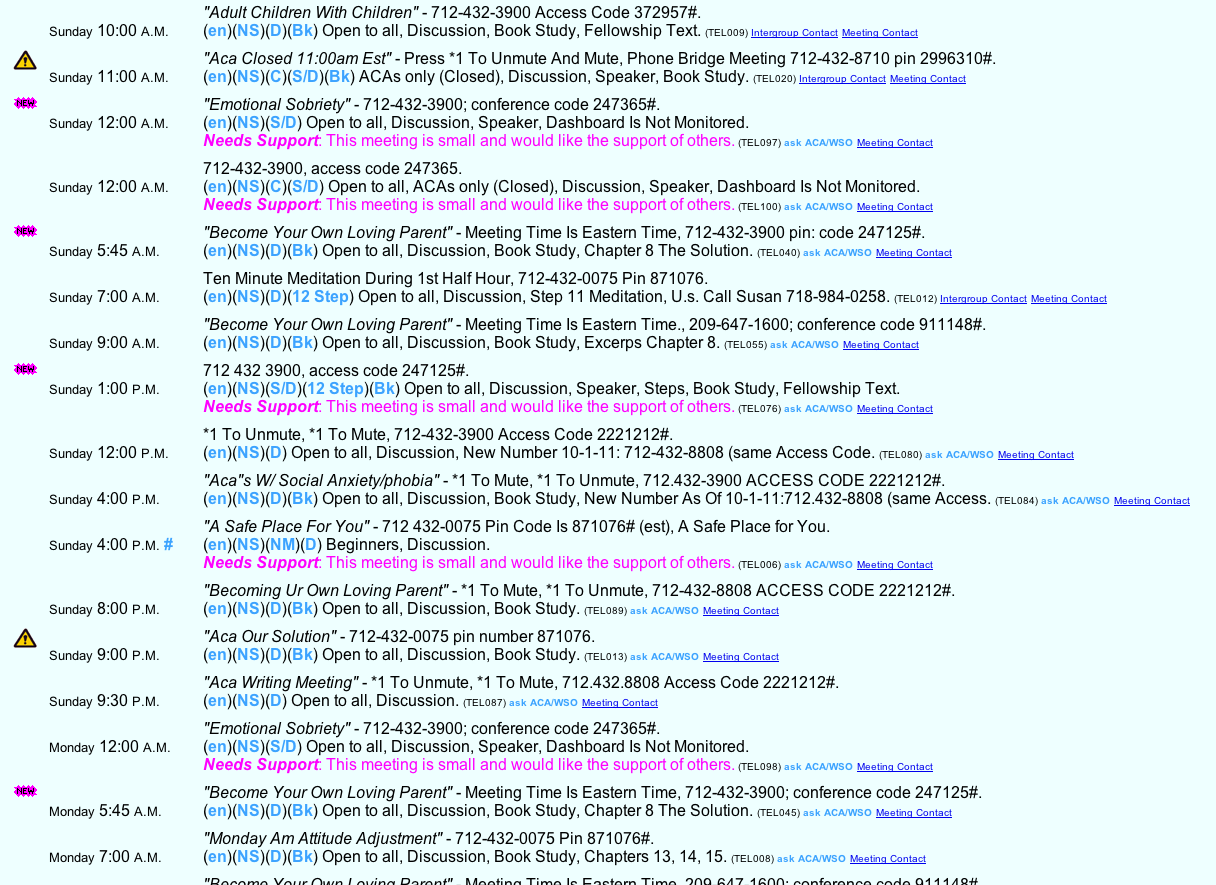 "Adult Children With Children" - 712-432-3900 Access Code 372957#.
Sunday 10:00 A.M. (en)(NS)(D)(Bk) Open to all, Discussion, Book Study, Fellowship Text. (TEL009) Intergroup Contact Meeting Contact
"Aca Closed 11:00am Est" - Press *1 To Unmute And Mute, Phone Bridge Meeting 712-432-8710 pin 2996310#.
Sunday 11:00 A.M. (en)(NS)(C)(S/D)(Bk) ACAs only (Closed), Discussion, Speaker, Book Study. (TEL020) Intergroup Contact Meeting Contact
NEW "Emotional Sobriety" - 712-432-3900; conference code 247365#.
Sunday 12:00 A.M. (en)(NS)(S/D) Open to all, Discussion, Speaker, Dashboard Is Not Monitored.
Needs Support: This meeting is small and would like the support of others. (TEL097) ask ACA/WSO Meeting Contact
712-432-3900, access code 247365.
Sunday 12:00 A.M. (en)(NS)(C)(S/D) Open to all, ACAs only (Closed), Discussion, Speaker, Dashboard Is Not Monitored.
Needs Support: This meeting is small and would like the support of others. (TEL100) ask ACA/WSO Meeting Contact
NEW "Become Your Own Loving Parent" - Meeting Time Is Eastern Time, 712-432-3900 pin: code 247125#.
Sunday 5:45 A.M. (en)(NS)(D)(Bk) Open to all, Discussion, Book Study, Chapter 8 The Solution. (TEL040) ask ACA/WSO Meeting Contact
Ten Minute Meditation During 1st Half Hour, 712-432-0075 Pin 871076.
Sunday 7:00 A.M. (en)(NS)(D)(12 Step) Open to all, Discussion, Step 11 Meditation, U.s. Call Susan 718-984-0258. (TEL012) Intergroup Contact Meeting Contact
"Become Your Own Loving Parent" - Meeting Time Is Eastern Time., 209-647-1600; conference code 911148#.
Sunday 9:00 A.M. (en)(NS)(D)(Bk) Open to all, Discussion, Book Study, Excerps Chapter 8. (TEL055) ask ACA/WSO Meeting Contact
NEW 712 432 3900, access code 247125#.
Sunday 1:00 P.M. (en)(NS)(S/D)(12 Step)(Bk) Open to all, Discussion, Speaker, Steps, Book Study, Fellowship Text.
Needs Support: This meeting is small and would like the support of others. (TEL076) ask ACA/WSO Meeting Contact
*1 To Unmute, *1 To Mute, 712-432-3900 Access Code 2221212#.
Sunday 12:00 P.M. (en)(NS)(D) Open to all, Discussion, New Number 10-1-11: 712-432-8808 (same Access Code. (TEL080) ask ACA/WSO Meeting Contact
"Aca"s W/ Social Anxiety/phobia" - *1 To Mute, *1 To Unmute, 712.432-3900 ACCESS CODE 2221212#.
Sunday 4:00 P.M. (en)(NS)(D)(Bk) Open to all, Discussion, Book Study, New Number As Of 10-1-11:712.432-8808 (same Access. (TEL084) ask ACA/WSO Meeting Contact
"A Safe Place For You" - 712 432-0075 Pin Code Is 871076# (est), A Safe Place for You.
Sunday 4:00 P.M. # (en)(NS)(NM)(D) Beginners, Discussion.
Needs Support: This meeting is small and would like the support of others. (TEL006) ask ACA/WSO Meeting Contact
"Becoming Ur Own Loving Parent" - *1 To Mute, *1 To Unmute, 712-432-8808 ACCESS CODE 2221212#.
Sunday 8:00 P.M. (en)(NS)(D)(Bk) Open to all, Discussion, Book Study. (TEL089) ask ACA/WSO Meeting Contact
"Aca Our Solution" - 712-432-0075 pin number 871076.
Sunday 9:00 P.M. (en)(NS)(D)(Bk) Open to all, Discussion, Book Study. (TEL013) ask ACA/WSO Meeting Contact
"Aca Writing Meeting" - *1 To Unmute, *1 To Mute, 712.432.8808 Access Code 2221212#.
Sunday 9:30 P.M. (en)(NS)(D) Open to all, Discussion. (TEL087) ask ACA/WSO Meeting Contact
"Emotional Sobriety" - 712-432-3900; conference code 247365#.
Monday 12:00 A.M. (en)(NS)(S/D) Open to all, Discussion, Speaker, Dashboard Is Not Monitored.
Needs Support: This meeting is small and would like the support of others. (TEL098) ask ACA/WSO Meeting Contact
NEW "Become Your Own Loving Parent" - Meeting Time Is Eastern Time, 712-432-3900; conference code 247125#.
Monday 5:45 A.M. (en)(NS)(D)(Bk) Open to all, Discussion, Book Study, Chapter 8 The Solution. (TEL045) ask ACA/WSO Meeting Contact
"Monday Am Attitude Adjustment" - 712-432-0075 Pin 871076#.
Monday 7:00 A.M. (en)(NS)(D)(Bk) Open to all, Discussion, Book Study, Chapters 13, 14, 15. (TEL008) ask ACA/WSO Meeting Contact
"Become Your Own Loving Parent" - Meeting Time Is Eastern Time, 209-647-1600; conference code 911148#.